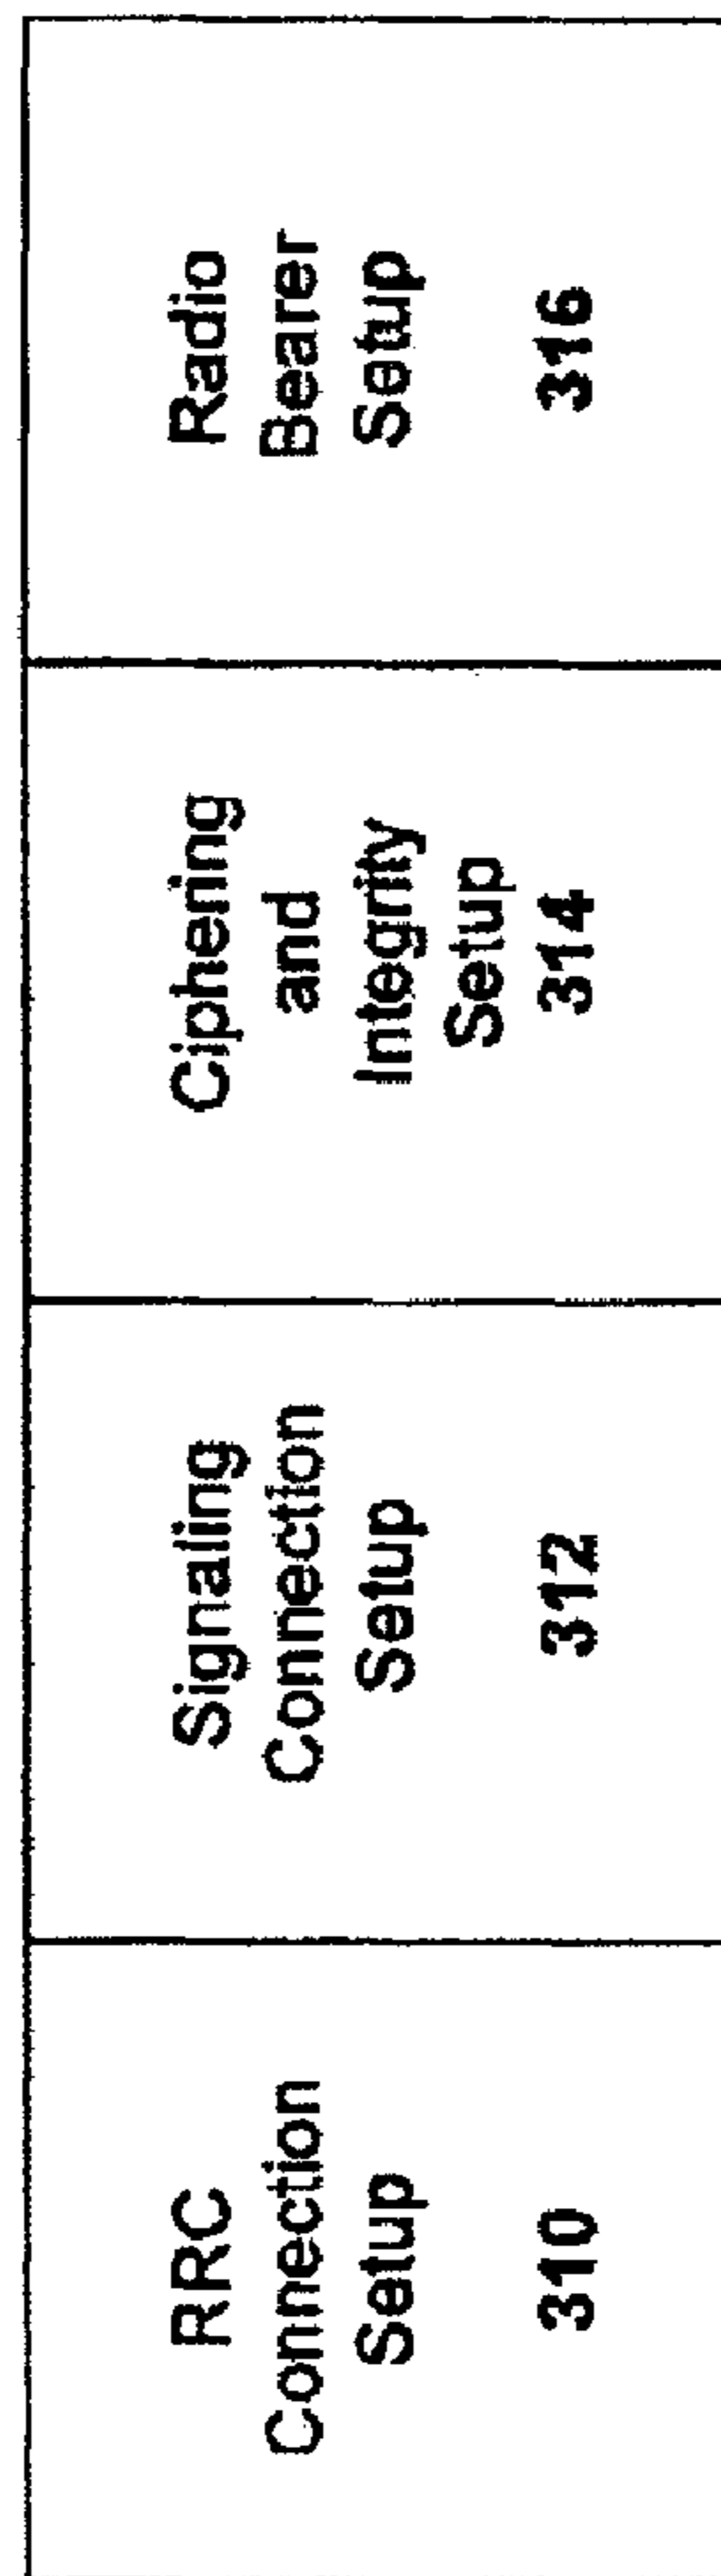 RRC
Connection
Setup
310
Signaling
Connection
Setup
312
Ciphering
and
Integrity
Setup
314
Radio
Bearer
Setup
316